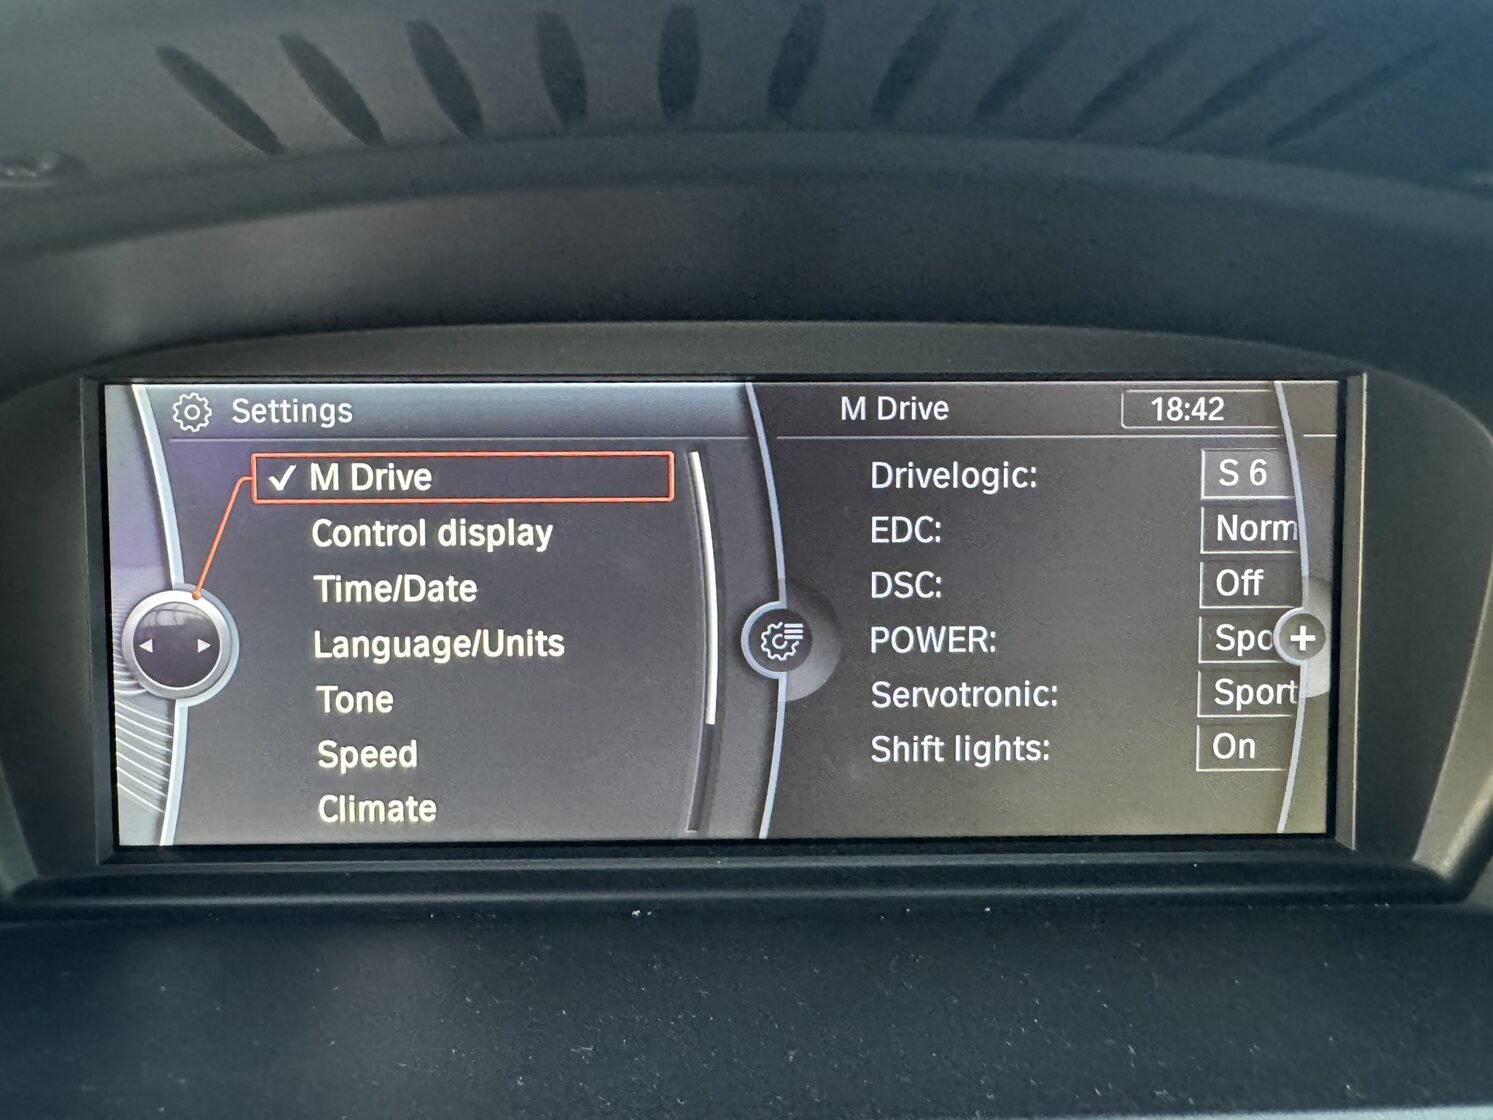 Settings
✓ M Drive
Control display
Time/Date
Language/Units
Tone
Speed
Climate
M Drive 18:42
Drivelogic: S 6
EDC: Norm
DSC: Off
POWER: Spo
Servotronic: Sport
Shift lights: On